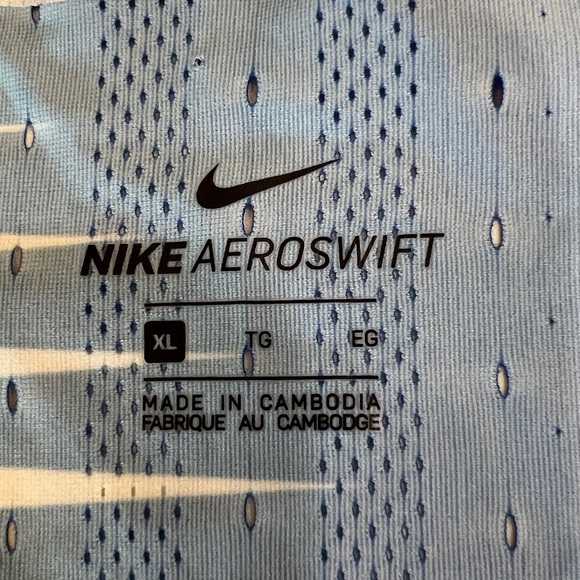 NIKE AEROSWIFT
XL TG EG
MADE IN CAMBODIA
FABRIQUE AU CAMBODGE